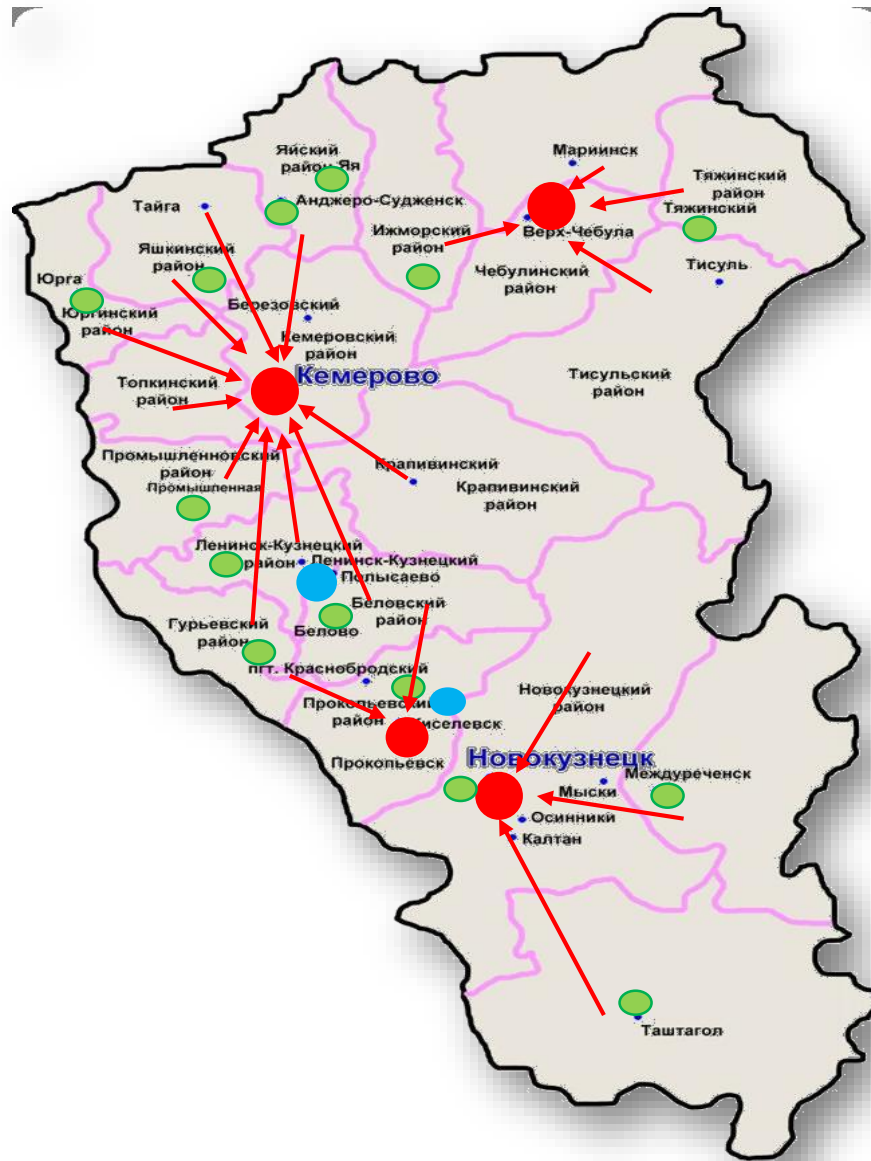 Мариинск
Яйский
район Яя
Тяжинский
район
Тяжинский
Анджеро-Судженск
Тайга
Ижморский
район
Верх-Чебула
Яшкинский
район
Чебулинский
район
Тисуль
Юрга
Юргинский
район
Березовский
Кемеровский
район
Кемерово
Топкинский
район
Тисульский
район
Промышленновский
район
Промышленная
Крапивинский
Крапивинский
район
Ленинск-Кузнецкий
район
Ленинск-Кузнецкий
Полысаево
Беловский
район
Белово
Гурьевский
район
пгт. Краснобродский
Новокузнецкий
район
Прокопьевский
район
Киселевск
Прокопьевск
Новокузнецк
Междуреченск
Мыски
Осинники
Калтан
Таштагол